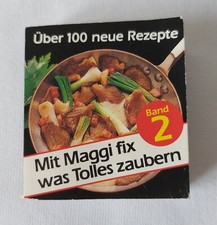 Über 100 neue Rezepte
Band
2
Mit Maggi fix
was Tolles zaubern